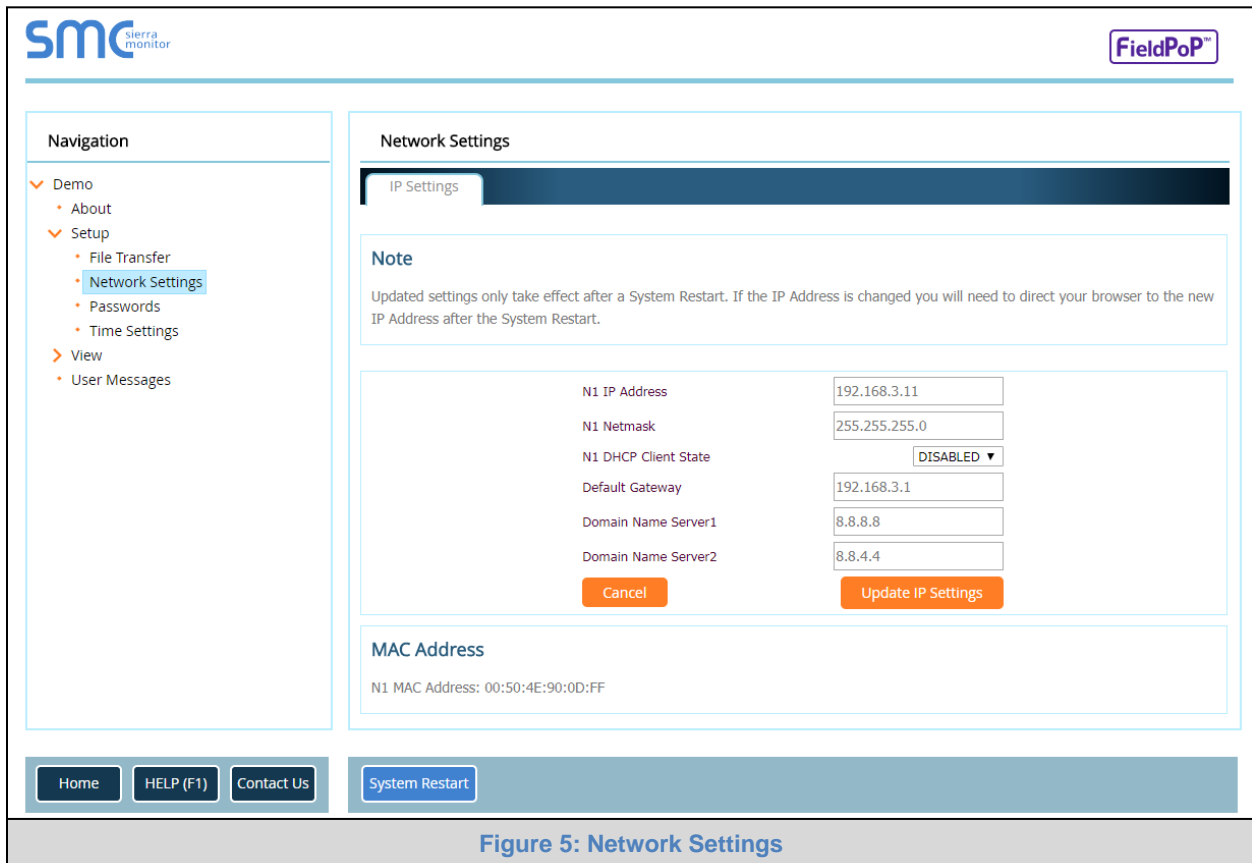 SMC sierra monitor
FieldPoP™
Navigation
Demo
About
Setup
File Transfer
Network Settings
Passwords
Time Settings
View
User Messages
Network Settings
IP Settings
Note
Updated settings only take effect after a System Restart. If the IP Address is changed you will need to direct your browser to the new
IP Address after the System Restart.
N1 IP Address 192.168.3.11
N1 Netmask 255.255.255.0
N1 DHCP Client State DISABLED
Default Gateway 192.168.3.1
Domain Name Server1 8.8.8.8
Domain Name Server2 8.8.4.4
Cancel Update IP Settings
MAC Address
N1 MAC Address: 00:50:4E:90:0D:FF
Home HELP (F1) Contact Us System Restart
Figure 5: Network Settings